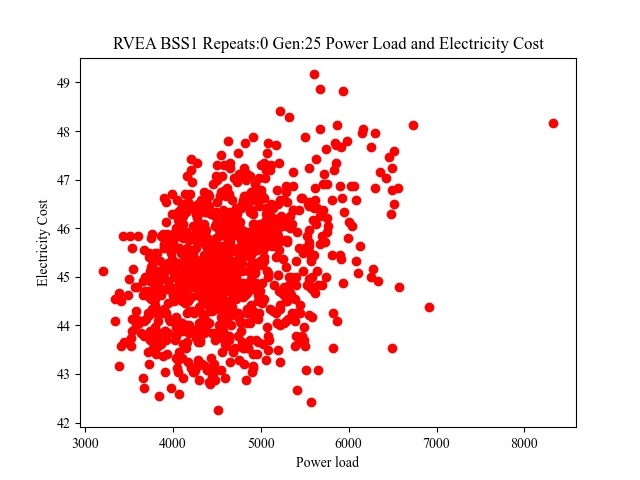 RVEA BSS1 Repeats:0 Gen:25 Power Load and Electricity Cost
49
48
47
46
45
44
43
42
Electricity Cost
3000 4000 5000 6000 7000 8000
Power load